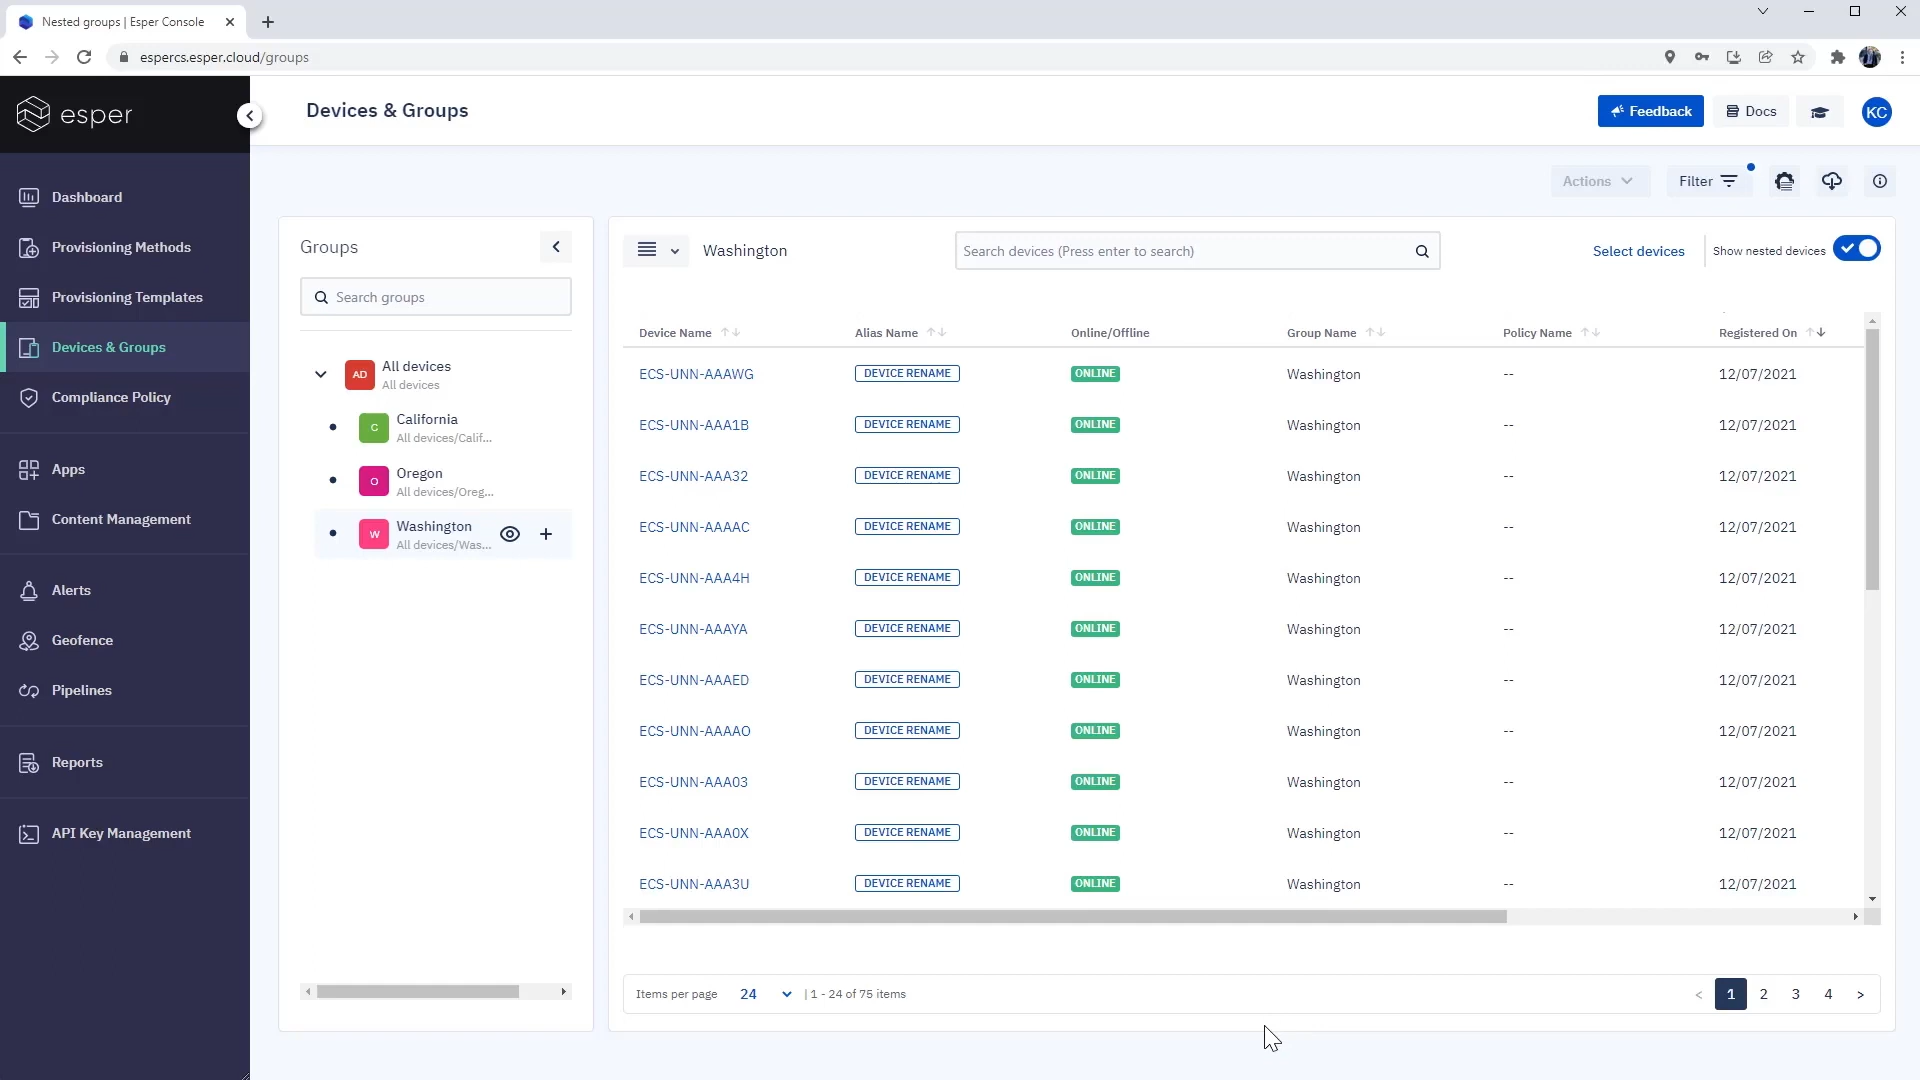 Nested groups | Esper Console
espercs.esper.cloud/groups
esper
Devices & Groups
Feedback
Docs
KC
Dashboard
Provisioning Methods
Provisioning Templates
Devices & Groups
Compliance Policy
Apps
Content Management
Alerts
Geofence
Pipelines
Reports
API Key Management
Actions
Filter
Groups
Search groups
AD
All devices
All devices
C
California
All devices/Calif...
O
Oregon
All devices/Oreg...
W
Washington
All devices/Was...
Washington
Search devices (Press enter to search)
Select devices
Show nested devices
Device Name Alias Name Online/Offline Group Name Policy Name Registered On
ECS-UNN-AAAWG DEVICE RENAME ONLINE Washington -- 12/07/2021
ECS-UNN-AAA1B DEVICE RENAME ONLINE Washington -- 12/07/2021
ECS-UNN-AAA32 DEVICE RENAME ONLINE Washington -- 12/07/2021
ECS-UNN-AAAAC DEVICE RENAME ONLINE Washington -- 12/07/2021
ECS-UNN-AAA4H DEVICE RENAME ONLINE Washington -- 12/07/2021
ECS-UNN-AAAYA DEVICE RENAME ONLINE Washington -- 12/07/2021
ECS-UNN-AAAED DEVICE RENAME ONLINE Washington -- 12/07/2021
ECS-UNN-AAAAO DEVICE RENAME ONLINE Washington -- 12/07/2021
ECS-UNN-AAA03 DEVICE RENAME ONLINE Washington -- 12/07/2021
ECS-UNN-AAA0X DEVICE RENAME ONLINE Washington -- 12/07/2021
ECS-UNN-AAA3U DEVICE RENAME ONLINE Washington -- 12/07/2021
Items per page 24 | 1 - 24 of 75 items
< 1 2 3 4 >